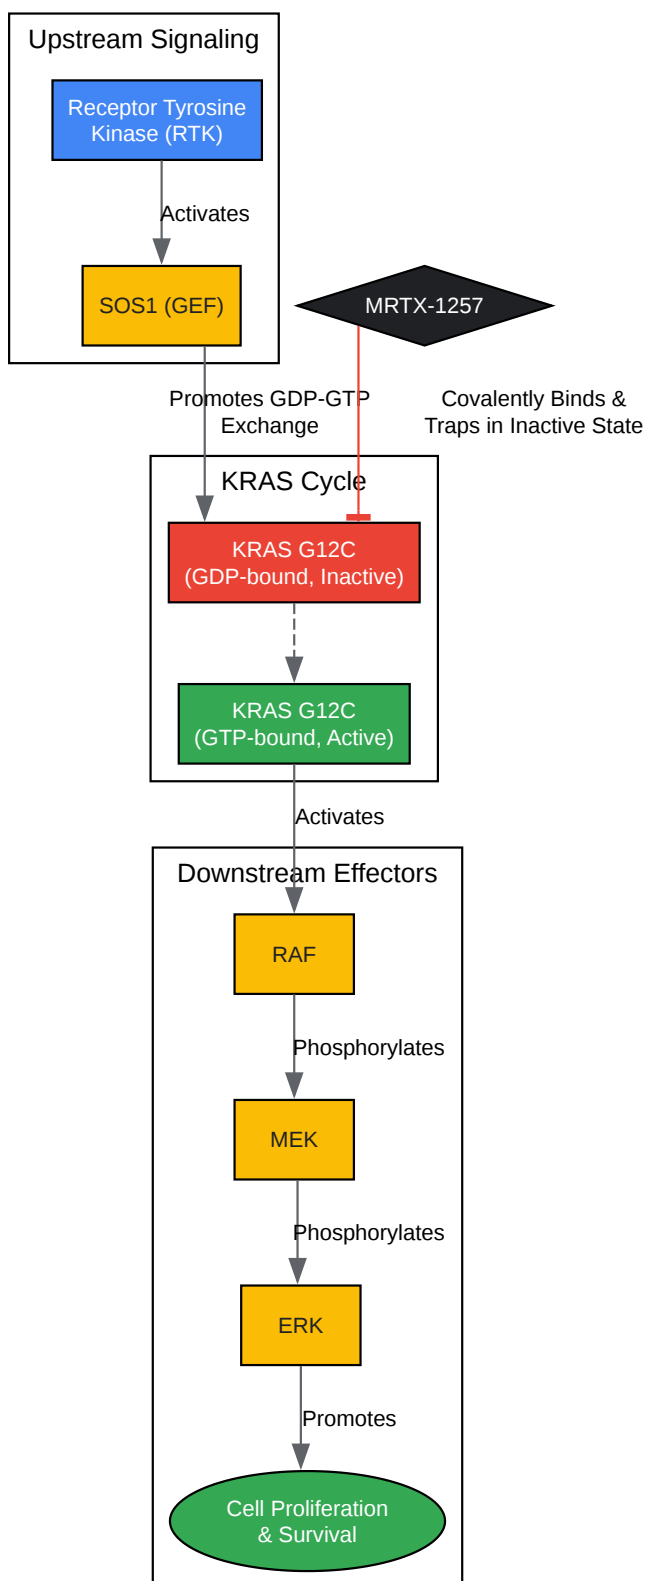 Upstream Signaling
Receptor Tyrosine
Kinase (RTK)
Activates
SOS1 (GEF)
MRTX-1257
Promotes GDP-GTP
Exchange
Covalently Binds &
Traps in Inactive State
KRAS Cycle
KRAS G12C
(GDP-bound, Inactive)
KRAS G12C
(GTP-bound, Active)
Activates
Downstream Effectors
RAF
Phosphorylates
MEK
Phosphorylates
ERK
Promotes
Cell Proliferation
& Survival